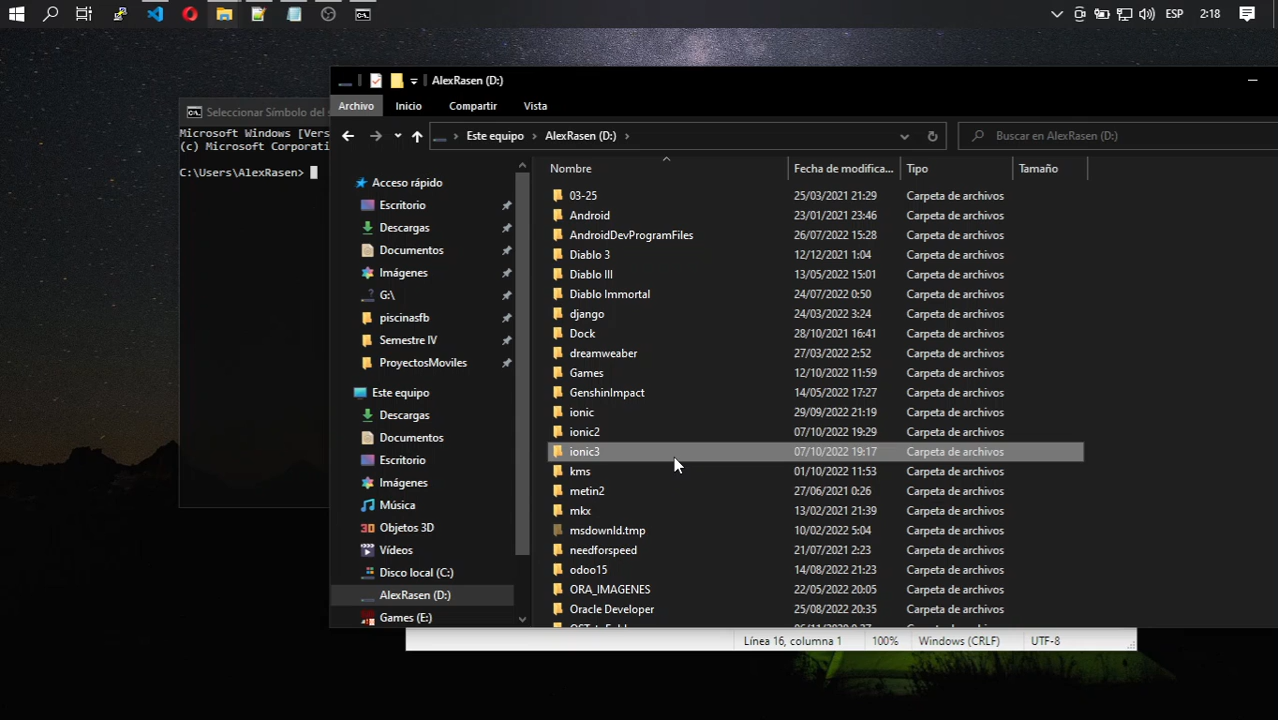 ESP 2:18
AlexRasen (D:)
Archivo Inicio Compartir Vista
Este equipo AlexRasen (D:)
Buscar en AlexRasen (D:)
Seleccionar Símbolo del s
Microsoft Windows [Vers
(c) Microsoft Corporati
C:\Users\AlexRasen>
Acceso rápido
Escritorio
Descargas
Documentos
Imágenes
G:\
piscinasfb
Semestre IV
ProyectosMoviles
Este equipo
Descargas
Documentos
Escritorio
Imágenes
Música
Objetos 3D
Vídeos
Disco local (C:)
AlexRasen (D:)
Games (E:)
Nombre Fecha de modifica... Tipo Tamaño
03-25 25/03/2021 21:29 Carpeta de archivos
Android 23/01/2021 23:46 Carpeta de archivos
AndroidDevProgramFiles 26/07/2022 15:28 Carpeta de archivos
Diablo 3 12/12/2021 1:04 Carpeta de archivos
Diablo III 13/05/2022 15:01 Carpeta de archivos
Diablo Immortal 24/07/2022 0:50 Carpeta de archivos
django 24/03/2022 3:24 Carpeta de archivos
Dock 28/10/2021 16:41 Carpeta de archivos
dreamweaber 27/03/2022 2:52 Carpeta de archivos
Games 12/10/2022 11:59 Carpeta de archivos
GenshinImpact 14/05/2022 17:27 Carpeta de archivos
ionic 29/09/2022 21:19 Carpeta de archivos
ionic2 07/10/2022 19:29 Carpeta de archivos
ionic3 07/10/2022 19:17 Carpeta de archivos
kms 01/10/2022 11:53 Carpeta de archivos
metin2 27/06/2021 0:26 Carpeta de archivos
mkx 13/02/2021 21:39 Carpeta de archivos
msdownld.tmp 10/02/2022 5:04 Carpeta de archivos
needforspeed 21/07/2021 2:23 Carpeta de archivos
odoo15 14/08/2022 21:23 Carpeta de archivos
ORA_IMAGENES 22/05/2022 20:05 Carpeta de archivos
Oracle Developer 25/08/2022 20:35 Carpeta de archivos
Línea 16, columna 1 100% Windows (CRLF) UTF-8